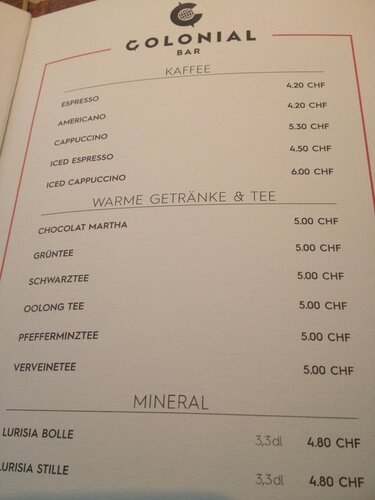 COLONIAL
BAR
KAFFEE
ESPRESSO 4.20 CHF
AMERICANO 4.20 CHF
CAPPUCCINO 5.30 CHF
ICED ESPRESSO 4.50 CHF
ICED CAPPUCCINO 6.00 CHF
WARME GETRÄNKE & TEE
CHOCOLAT MARTHA 5.00 CHF
GRÜNTEE 5.00 CHF
SCHWARZTEE 5.00 CHF
OOLONG TEE 5.00 CHF
PFEFFERMINZTEE 5.00 CHF
VERVEINETEE 5.00 CHF
MINERAL
LURISIA BOLLE 3,3dl 4.80 CHF
LURISIA STILLE 3,3dl 4.80 CHF